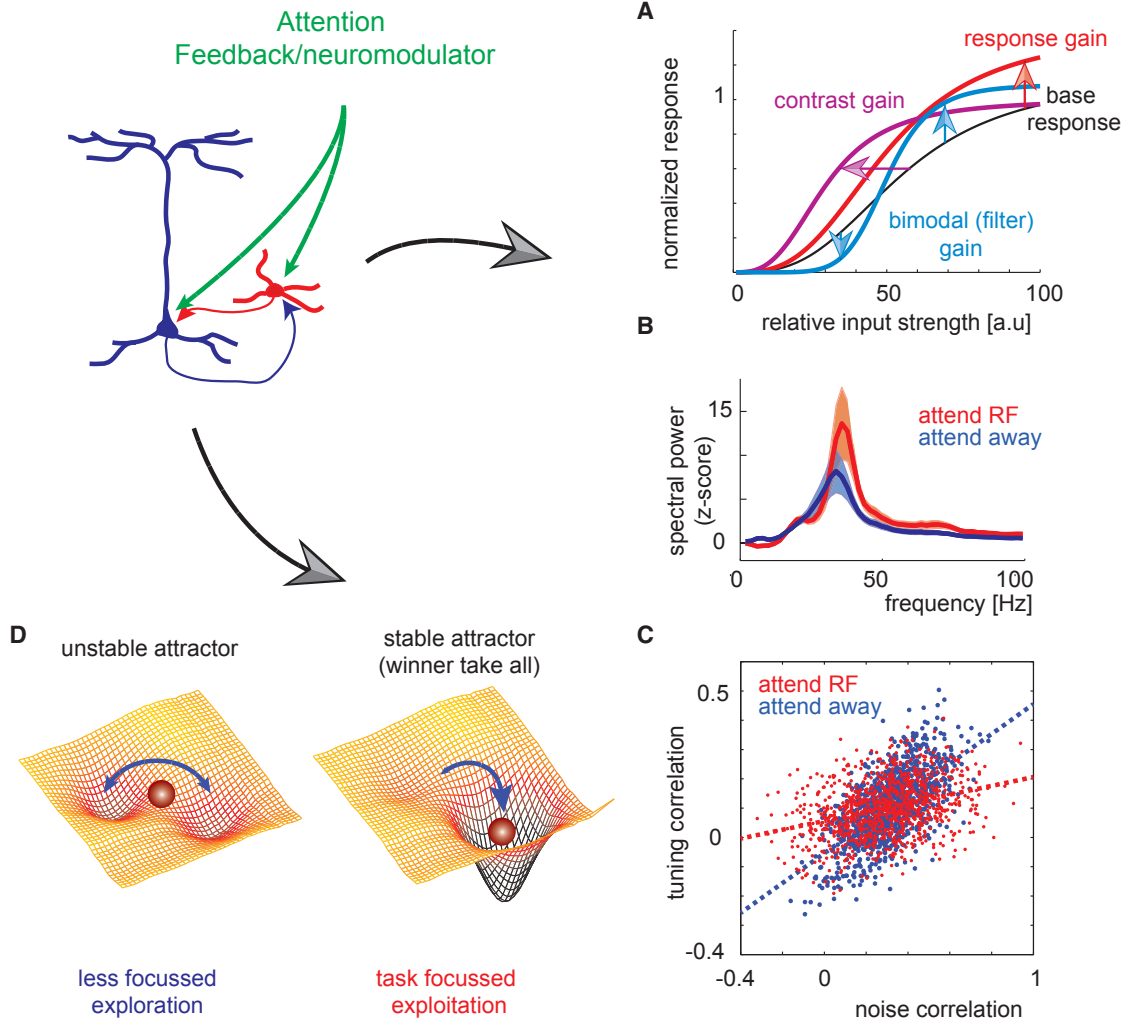 Attention
Feedback/neuromodulator
A
response gain
contrast gain
base
response
bimodal (filter)
gain
normalized response
1
0
50
100
relative input strength [a.u]
B
attend RF
attend away
spectral power
(z-score)
15
0
0
50
100
frequency [Hz]
D
unstable attractor
stable attractor
(winner take all)
less focussed
exploration
task focussed
exploitation
C
attend RF
attend away
tuning correlation
0.5
0
-0.4
-0.4
0
1
noise correlation